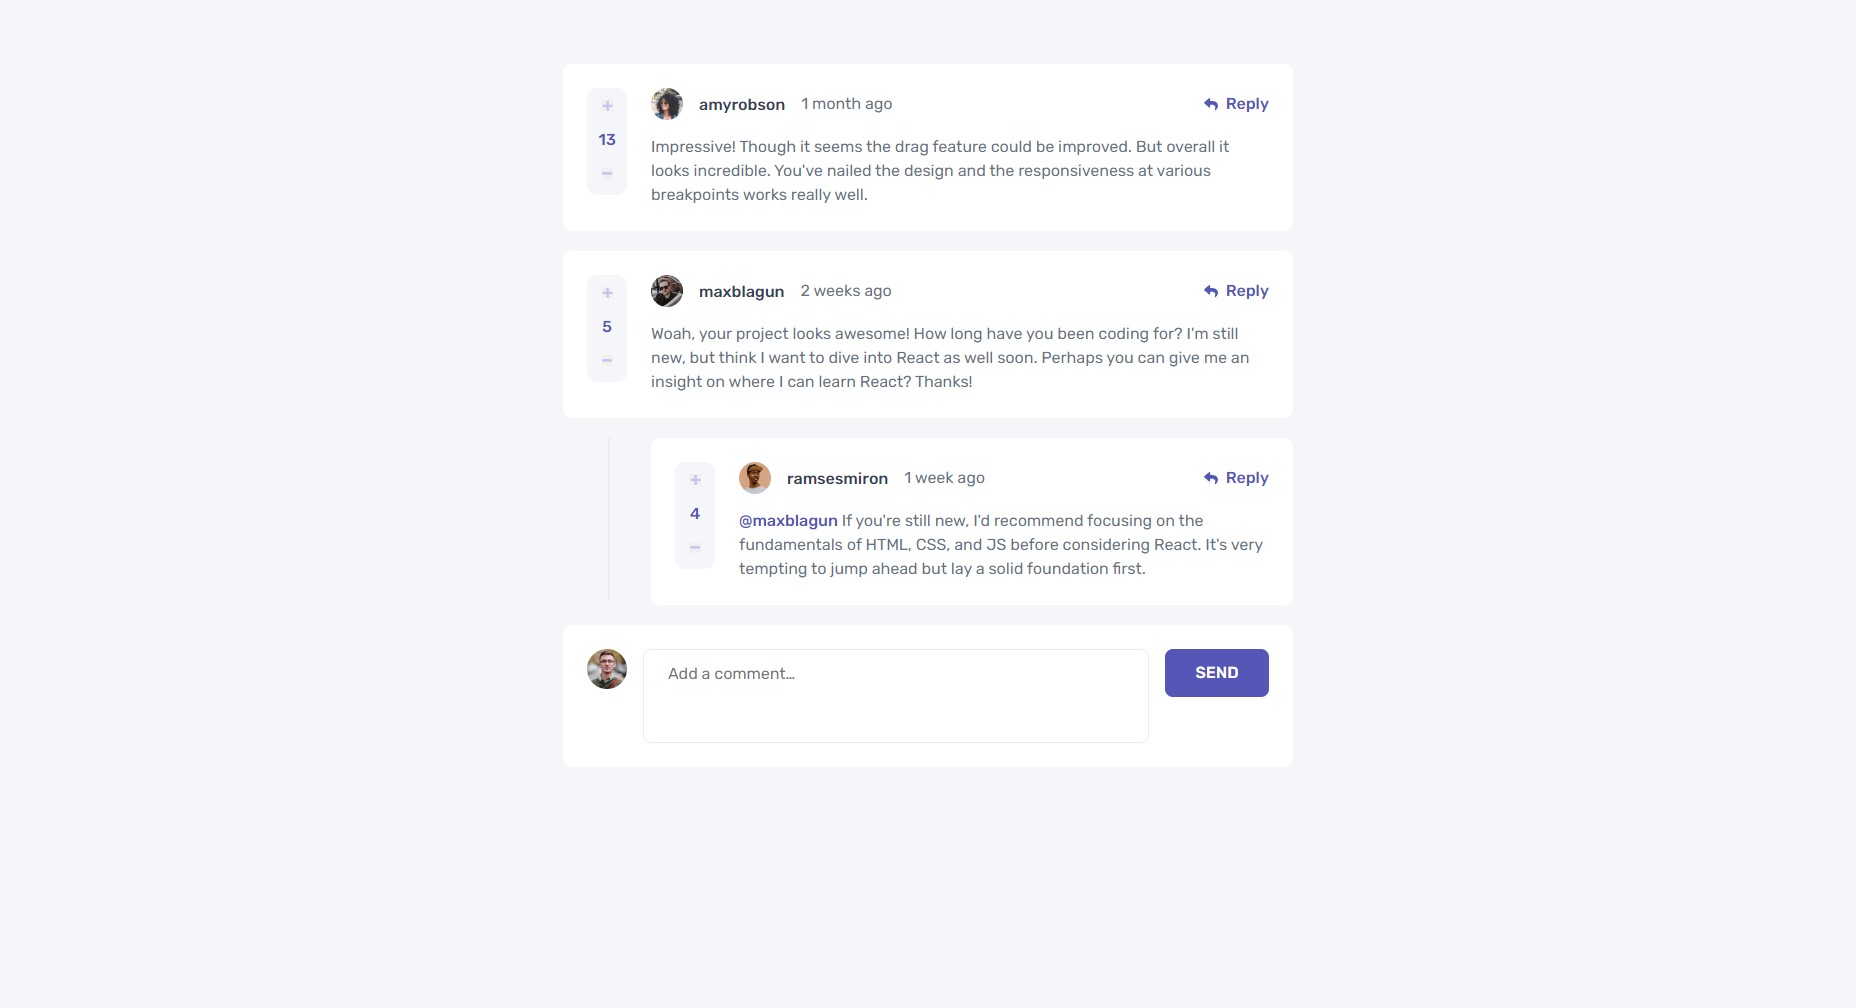 +
13
−
amyrobson 1 month ago Reply
Impressive! Though it seems the drag feature could be improved. But overall it
looks incredible. You've nailed the design and the responsiveness at various
breakpoints works really well.
+
5
−
maxblagun 2 weeks ago Reply
Woah, your project looks awesome! How long have you been coding for? I'm still
new, but think I want to dive into React as well soon. Perhaps you can give me an
insight on where I can learn React? Thanks!
+
4
−
ramsesmiron 1 week ago Reply
@maxblagun If you're still new, I'd recommend focusing on the
fundamentals of HTML, CSS, and JS before considering React. It's very
tempting to jump ahead but lay a solid foundation first.
Add a comment…
SEND